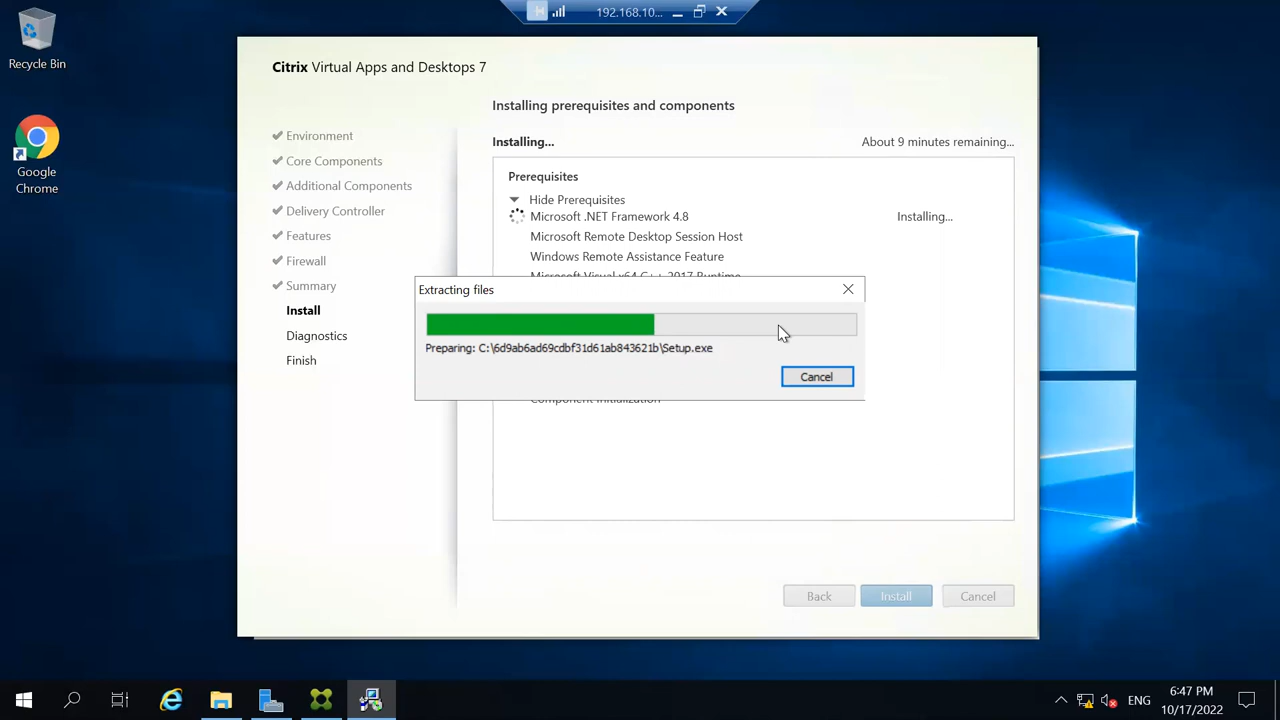 192.168.10...
Recycle Bin
Google
Chrome
Citrix Virtual Apps and Desktops 7
Environment
Core Components
Additional Components
Delivery Controller
Features
Firewall
Summary
Install
Diagnostics
Finish
Installing prerequisites and components
Installing...
About 9 minutes remaining...
Prerequisites
Hide Prerequisites
Microsoft .NET Framework 4.8
Installing...
Microsoft Remote Desktop Session Host
Windows Remote Assistance Feature
Microsoft Visual x64 C++ 2017 Runtime
Extracting files
Preparing: C:\6d9ab6ad69cdbf31d61ab843621b\Setup.exe
Cancel
Component Initialization
Back
Install
Cancel
ENG
6:47 PM
10/17/2022